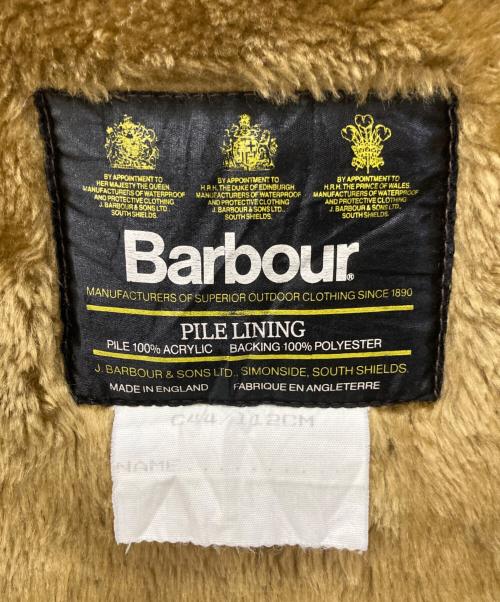 BY APPOINTMENT TO
HER MAJESTY THE QUEEN
MANUFACTURERS OF WATERPROOF
AND PROTECTIVE CLOTHING
J. BARBOUR & SONS LTD.
SOUTH SHIELDS.
BY APPOINTMENT TO
H.R.H. THE DUKE OF EDINBURGH
MANUFACTURERS OF WATERPROOF
AND PROTECTIVE CLOTHING
J. BARBOUR & SONS LTD.,
SOUTH SHIELDS.
BY APPOINTMENT TO
H.R.H. THE PRINCE OF WALES
MANUFACTURERS OF WATERPROOF
AND PROTECTIVE CLOTHING
J. BARBOUR & SONS LTD.
SOUTH SHIELDS.
Barbour®
MANUFACTURERS OF SUPERIOR OUTDOOR CLOTHING SINCE 1890
PILE LINING
PILE 100% ACRYLIC BACKING 100% POLYESTER
J. BARBOUR & SONS LTD., SIMONSIDE, SOUTH SHIELDS.
MADE IN ENGLAND FABRIQUE EN ANGLETERRE
C44/112CM
NAME..........